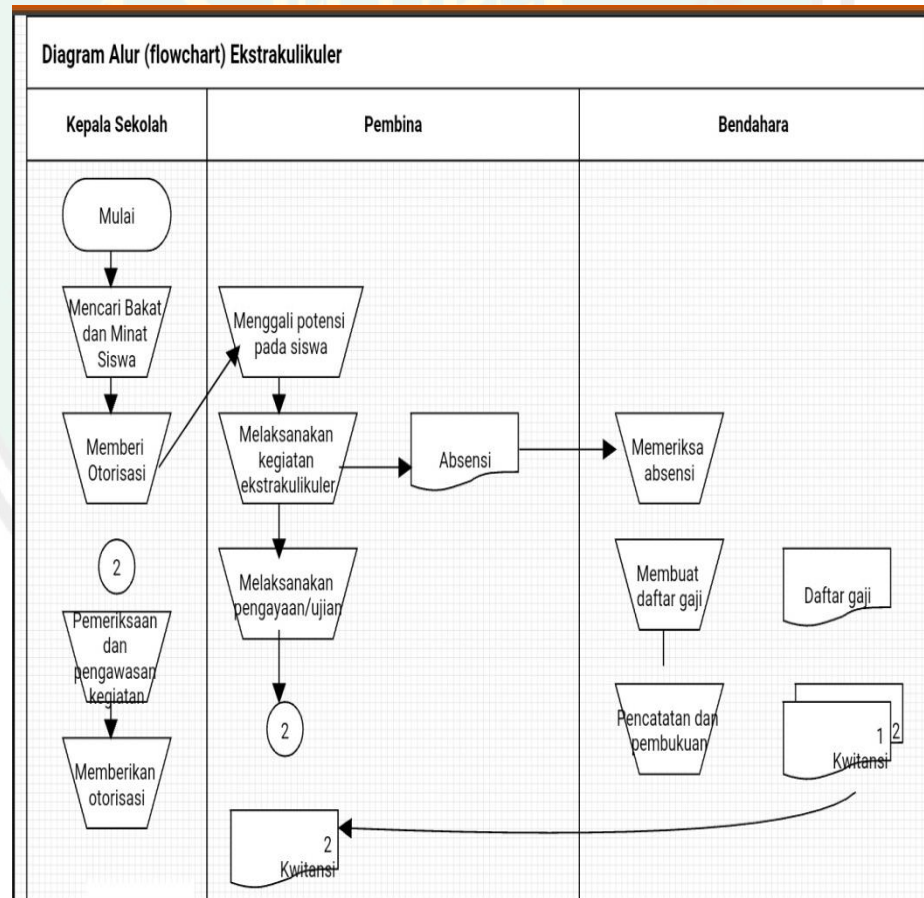 Diagram Alur (flowchart) Ekstrakulikuler
Kepala Sekolah
Pembina
Bendahara
Mulai
Mencari Bakat
dan Minat
Siswa
Memberi
Otorisasi
2
Pemeriksaan
dan
pengawasan
kegiatan
Memberikan
otorisasi
Menggali potensi
pada siswa
Melaksanakan
kegiatan
ekstrakulikuler
Absensi
Melaksanakan
pengayaan/ujian
2
2
Kwitansi
Memeriksa
absensi
Membuat
daftar gaji
Daftar gaji
Pencatatan dan
pembukuan
1
2
Kwitansi